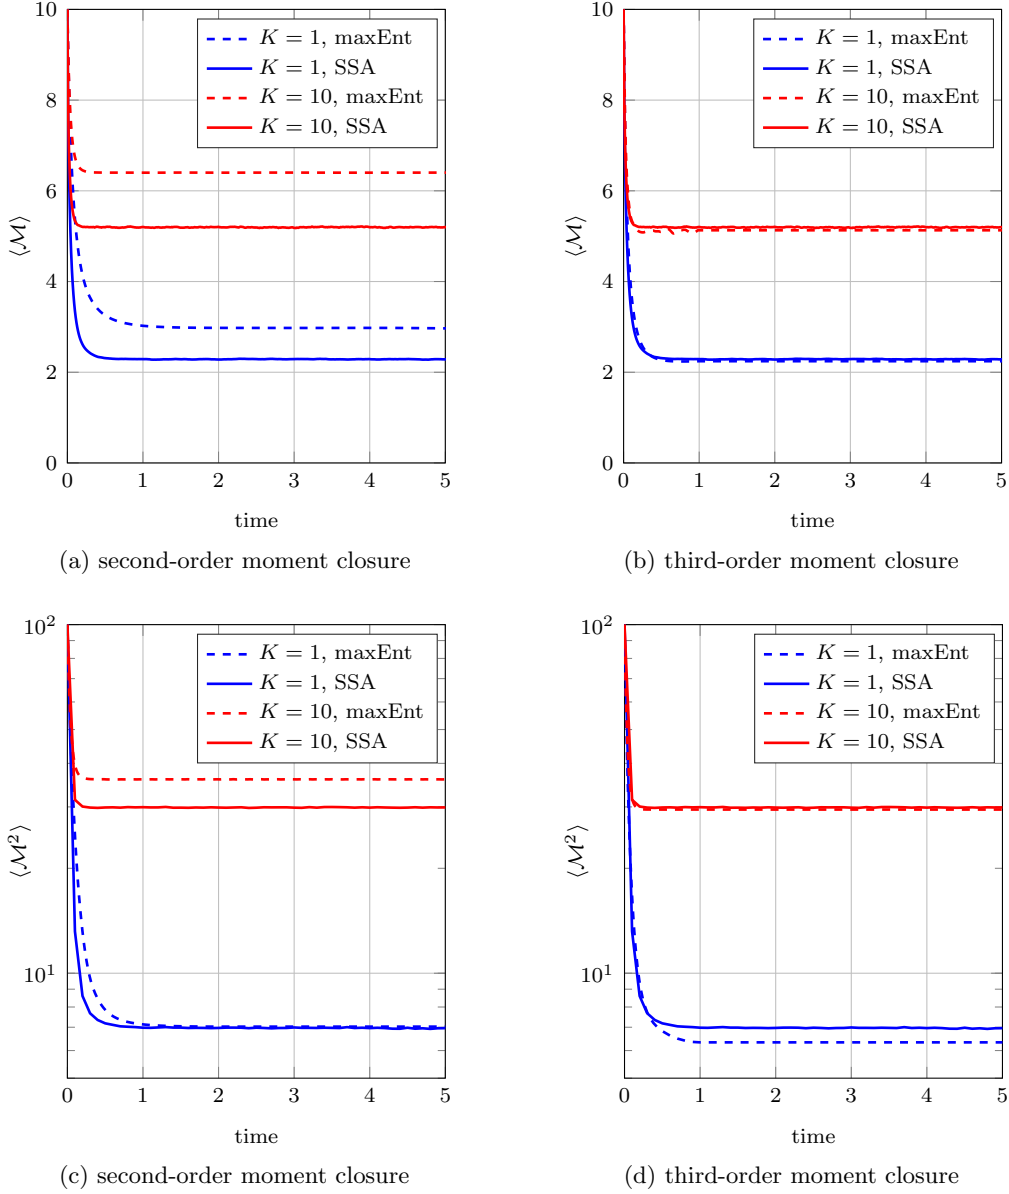 10
8
6
4
2
0
⟨M⟩
K = 1, maxEnt
K = 1, SSA
K = 10, maxEnt
K = 10, SSA
0 1 2 3 4 5
time
(a) second-order moment closure
10
8
6
4
2
0
⟨M⟩
K = 1, maxEnt
K = 1, SSA
K = 10, maxEnt
K = 10, SSA
0 1 2 3 4 5
time
(b) third-order moment closure
10²
10¹
⟨M²⟩
K = 1, maxEnt
K = 1, SSA
K = 10, maxEnt
K = 10, SSA
0 1 2 3 4 5
time
(c) second-order moment closure
10²
10¹
⟨M²⟩
K = 1, maxEnt
K = 1, SSA
K = 10, maxEnt
K = 10, SSA
0 1 2 3 4 5
time
(d) third-order moment closure